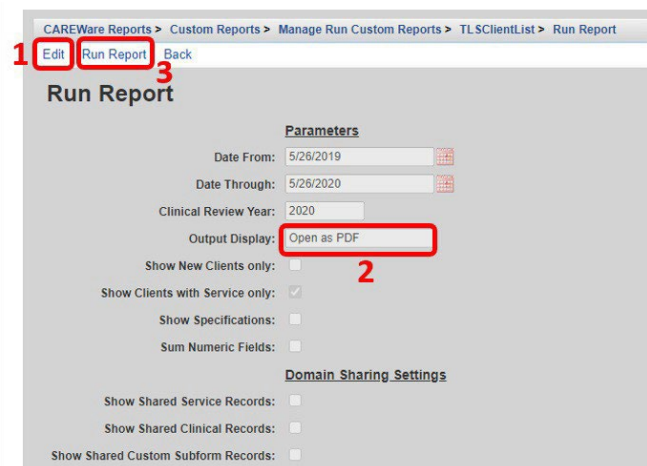 CAREWare Reports > Custom Reports > Manage Run Custom Reports > TLSClientList > Run Report
1 Edit Run Report Back
3
Run Report
Parameters
Date From: 5/26/2019
Date Through: 5/26/2020
Clinical Review Year: 2020
Output Display: Open as PDF
Show New Clients only:
2
Show Clients with Service only:
Show Specifications:
Sum Numeric Fields:
Domain Sharing Settings
Show Shared Service Records:
Show Shared Clinical Records:
Show Shared Custom Subform Records: